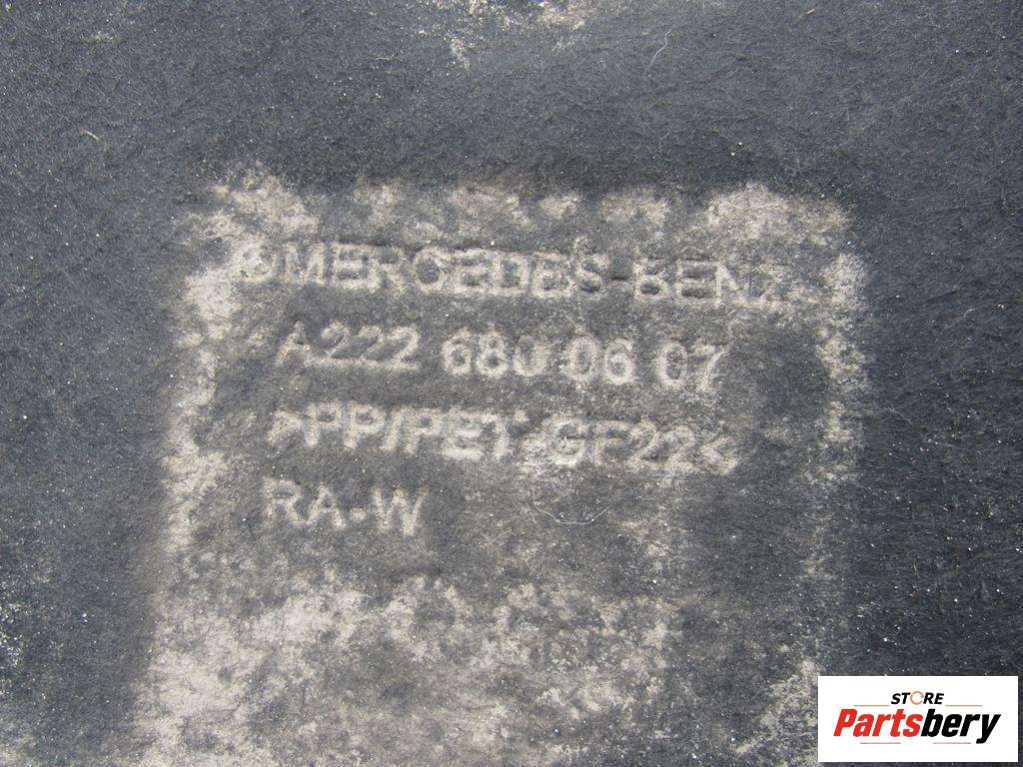 MERCEDES-BENZ
A222 680 06 07
>PP/PET-GF22<
RA-W
STORE
Partsbery